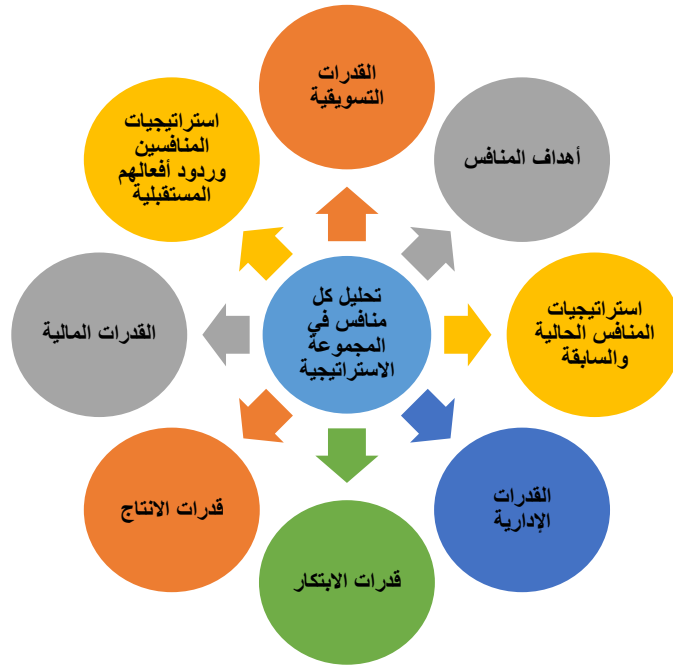 القدرات
التسويقية
أهداف المنافس
استراتيجيات
المنافس الحالية
والسابقة
القدرات
الإدارية
قدرات الابتكار
قدرات الانتاج
القدرات المالية
استراتيجيات
المنافسين
وردود أفعالهم
المستقبلية
تحليل كل
منافس في
المجموعة
الاستراتيجية